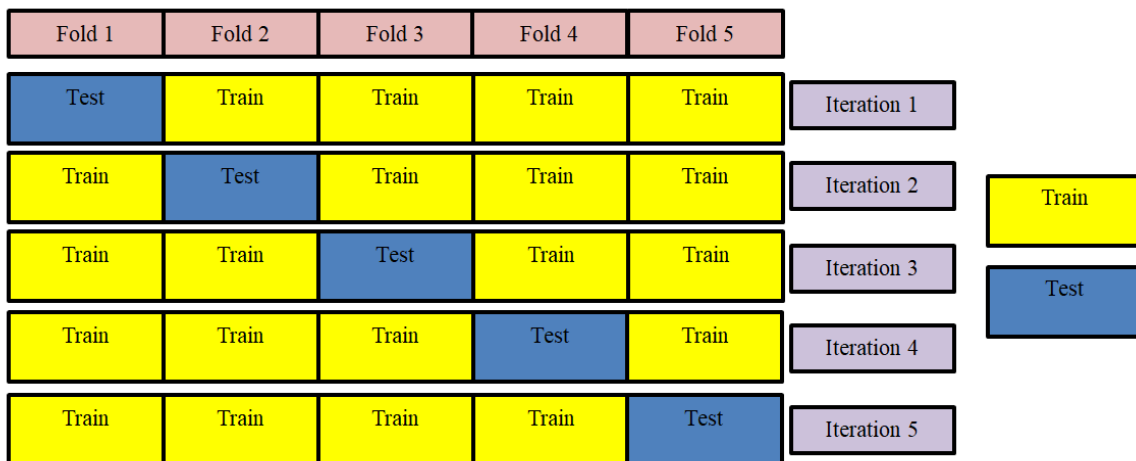 Fold 1 Fold 2 Fold 3 Fold 4 Fold 5
Test Train Train Train Train Iteration 1
Train Test Train Train Train Iteration 2
Train Train Test Train Train Iteration 3
Train Train Train Test Train Iteration 4
Train Train Train Train Test Iteration 5
Train
Test